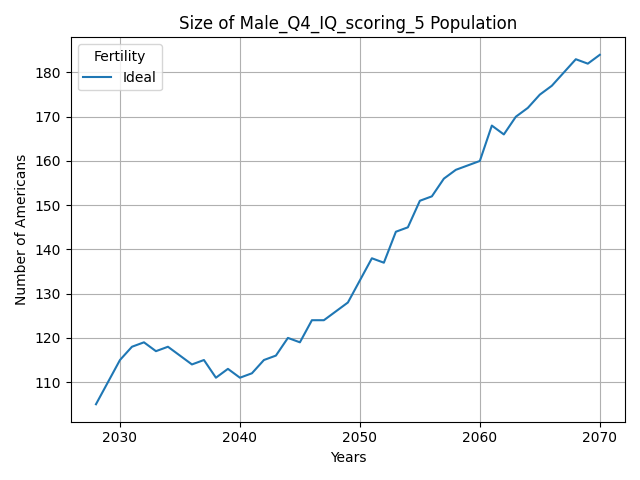 Size of Male_Q4_IQ_scoring_5 Population
Fertility
Ideal
Number of Americans
180
170
160
150
140
130
120
110
2030 2040 2050 2060 2070
Years